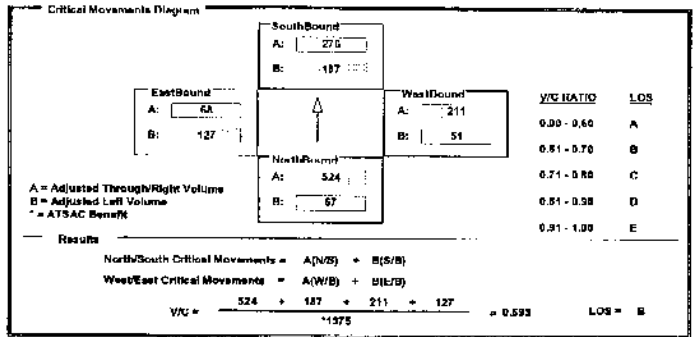 Critical Movements Diagram
SouthBound
A: 276
B: 187
EastBound
A: 68
B: 127
WestBound
A: 211
B: 51
NorthBound
A: 524
B: 67
V/C RATIO LOS
0.00 - 0.60 A
0.61 - 0.70 B
0.71 - 0.80 C
0.81 - 0.90 D
0.91 - 1.00 E
A = Adjusted Through/Right Volume
B = Adjusted Left Volume
* = ATSAC Benefit
Results
North/South Critical Movements = A(N/B) + B(S/B)
West/East Critical Movements = A(W/B) + B(E/B)
524 + 187 + 211 + 127
V/C = = 0.693 LOS = B
*1375